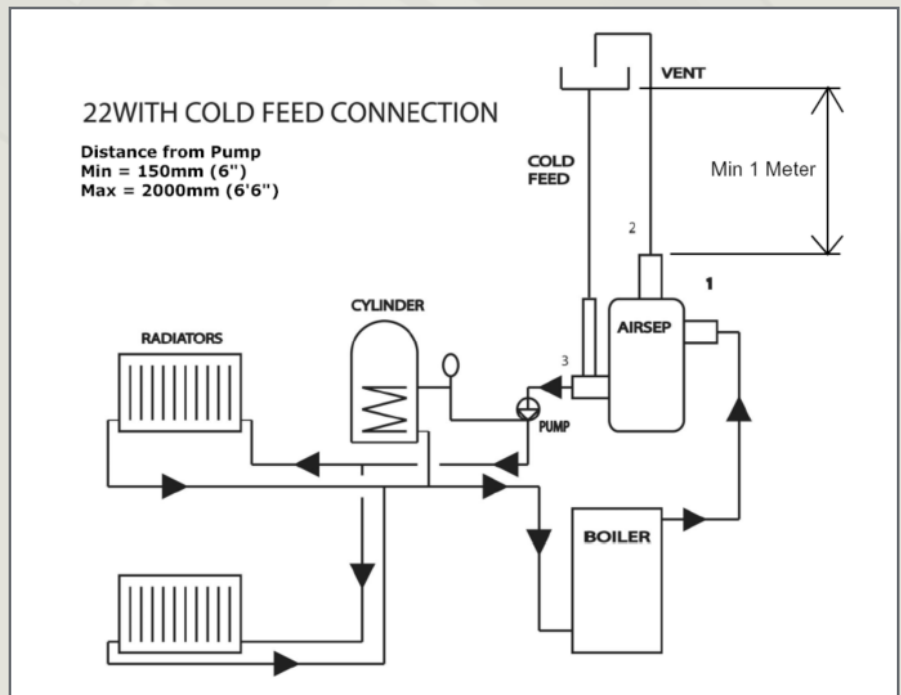 22WITH COLD FEED CONNECTION
Distance from Pump
Min = 150mm (6")
Max = 2000mm (6'6")
VENT
COLD
FEED
Min 1 Meter
2
1
CYLINDER
AIRSEP
RADIATORS
3
PUMP
BOILER